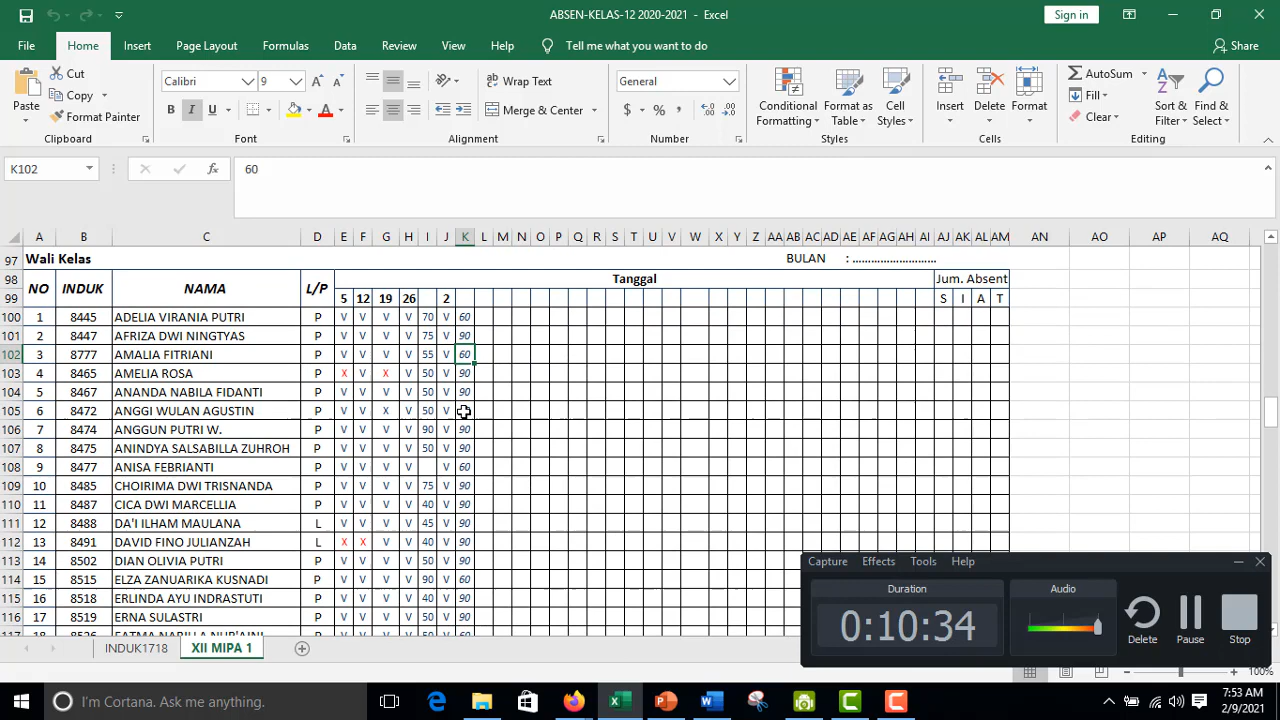 ABSEN-KELAS-12 2020-2021 - Excel
Sign in
File Home Insert Page Layout Formulas Data Review View Help Tell me what you want to do Share
Paste Cut Copy Format Painter
Calibri 9
B I U
Wrap Text
Merge & Center
General
$ % ,
Conditional Formatting Format as Table Cell Styles
Insert Delete Format
AutoSum Fill Clear
Sort & Filter Find & Select
Clipboard Font Alignment Number Styles Cells Editing
K102 fx 60
A B C D E F G H I J K L M N O P Q R S T U V W X Y Z AA AB AC AD AE AF AG AH AI AJ AK AL AM AN AO AP AQ
97 Wali Kelas BULAN : ...........................
98 NO INDUK NAMA L/P Tanggal Jum. Absent
99 5 12 19 26 2 S I A T
100 1 8445 ADELIA VIRANIA PUTRI P V V V V 70 V 60
101 2 8447 AFRIZA DWI NINGTYAS P V V V V 75 V 90
102 3 8777 AMALIA FITRIANI P V V V V 55 V 60
103 4 8465 AMELIA ROSA P X V X V 50 V 90
104 5 8467 ANANDA NABILA FIDANTI P V V V V 50 V 90
105 6 8472 ANGGI WULAN AGUSTIN P V V X V 50 V
106 7 8474 ANGGUN PUTRI W. P V V V V 90 V 90
107 8 8475 ANINDYA SALSABILLA ZUHROH P V V V V 50 V 90
108 9 8477 ANISA FEBRIANTI P V V V V V 60
109 10 8485 CHOIRIMA DWI TRISNANDA P V V V V 75 V 90
110 11 8487 CICA DWI MARCELLIA P V V V V 40 V 90
111 12 8488 DA'I ILHAM MAULANA L V V V V 45 V 90
112 13 8491 DAVID FINO JULIANZAH L X X V V 40 V 90
113 14 8502 DIAN OLIVIA PUTRI P V V V V 50 V 90
114 15 8515 ELZA ZANUARIKA KUSNADI P V V V V 90 V 60
115 16 8518 ERLINDA AYU INDRASTUTI P V V V V 40 V 90
116 17 8519 ERNA SULASTRI P V V V V 50 V 90
INDUK1718 XII MIPA 1
100%
Capture Effects Tools Help
Duration
0:10:34
Audio
Delete Pause Stop
I'm Cortana. Ask me anything.
7:53 AM
2/9/2021